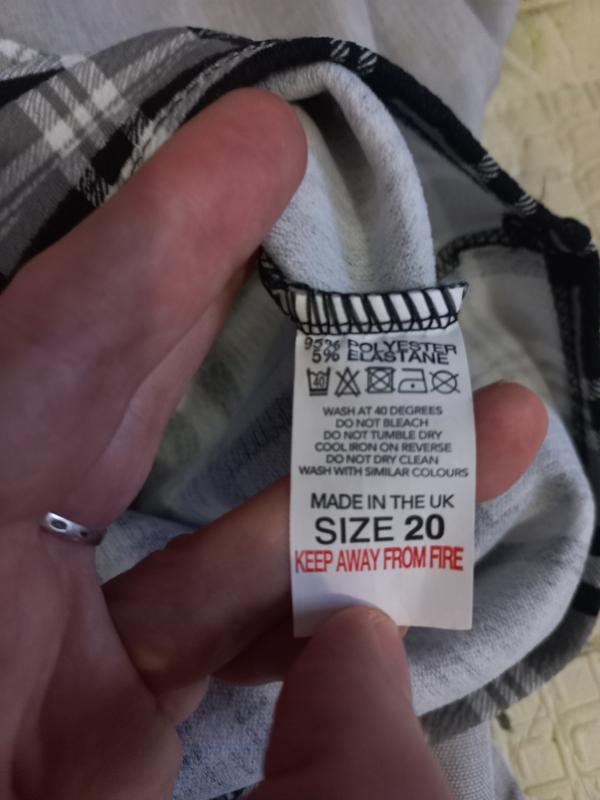 95% POLYESTER
5% ELASTANE
40
WASH AT 40 DEGREES
DO NOT BLEACH
DO NOT TUMBLE DRY
COOL IRON ON REVERSE
DO NOT DRY CLEAN
WASH WITH SIMILAR COLOURS
MADE IN THE UK
SIZE 20
KEEP AWAY FROM FIRE